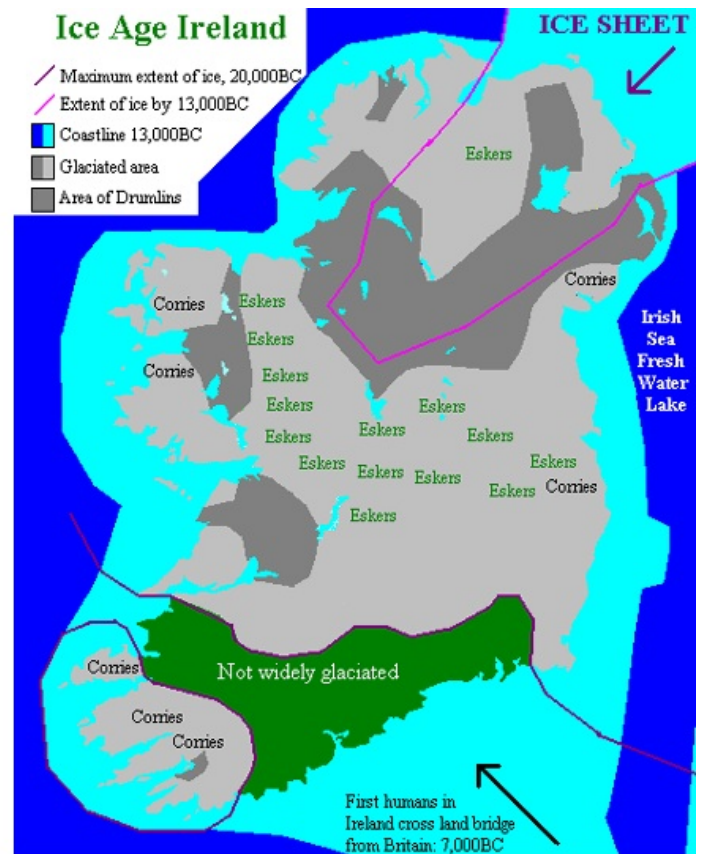 Ice Age Ireland
ICE SHEET
Maximum extent of ice, 20,000BC
Extent of ice by 13,000BC
Coastline 13,000BC
Glaciated area
Area of Drumlins
Eskers
Corries
Corries
Eskers
Irish
Sea
Fresh
Water
Lake
Eskers
Corries
Eskers
Eskers
Eskers
Eskers
Eskers
Eskers
Eskers
Eskers
Eskers
Eskers
Eskers
Eskers
Corries
Eskers
Not widely glaciated
Corries
Corries
Corries
First humans in
Ireland cross land bridge
from Britain: 7,000BC